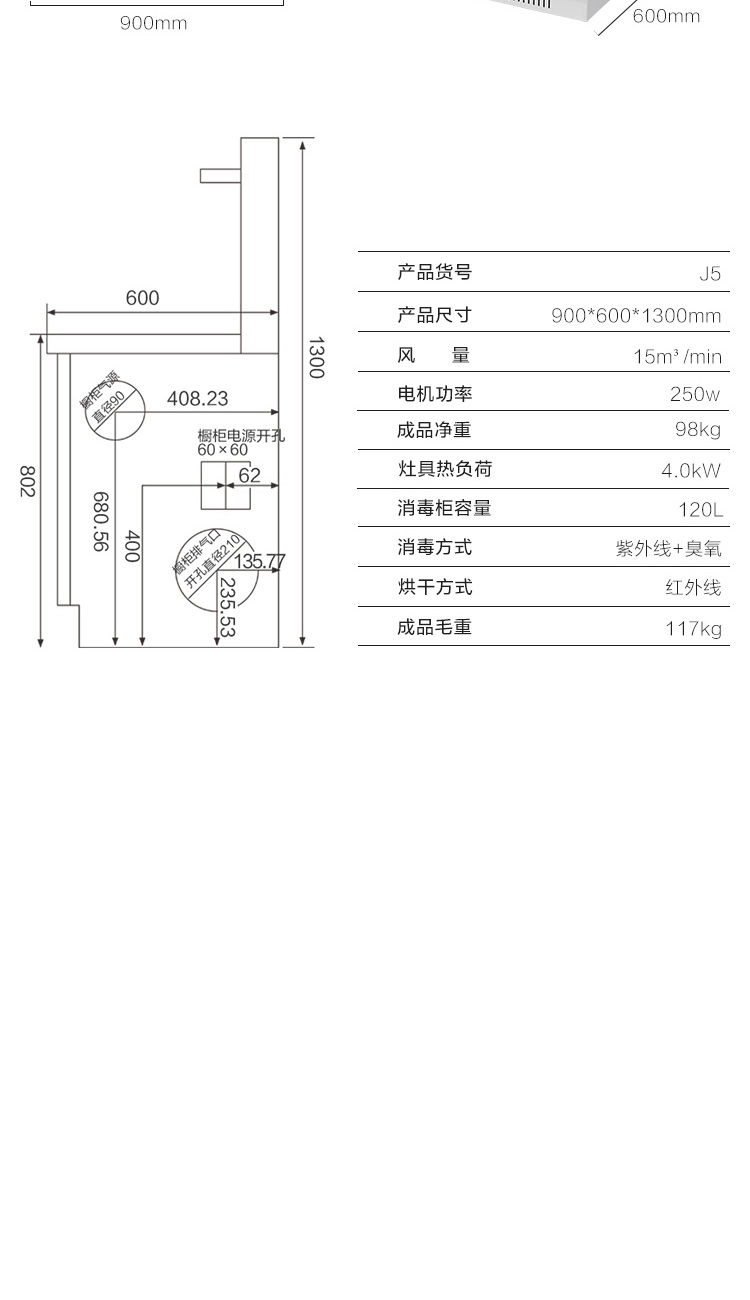 900mm
600mm
600
1300
橱柜气源
直径90
408.23
橱柜电源开孔
60×60
62
802
680.56
400
橱柜排气口
开孔直径210
135.77
235.53
产品货号 J5
产品尺寸 900*600*1300mm
风 量 15m³/min
电机功率 250w
成品净重 98kg
灶具热负荷 4.0kW
消毒柜容量 120L
消毒方式 紫外线+臭氧
烘干方式 红外线
成品毛重 117kg